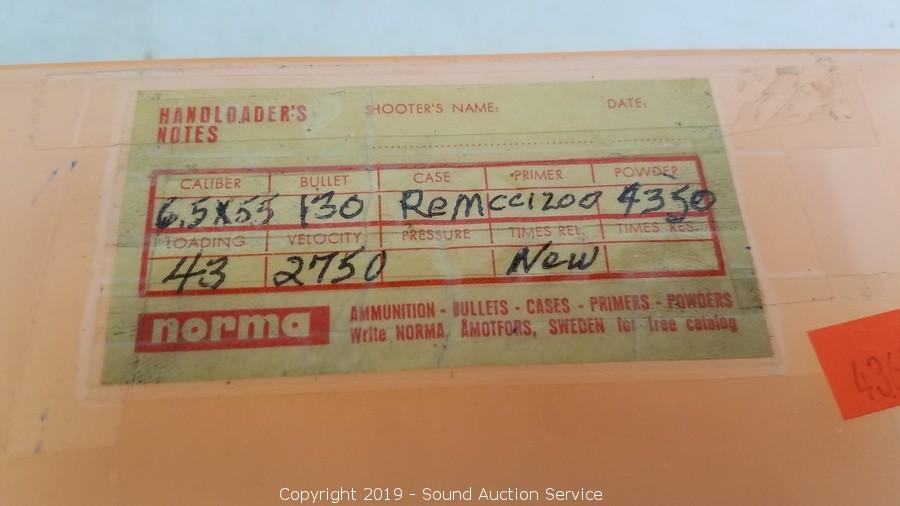 HANDLOADER'S NOTES
SHOOTER'S NAME: DATE:
CALIBER BULLET CASE PRIMER POWDER
6.5X55 130 Rem CCI200 4350
LOADING VELOCITY PRESSURE TIMES REL. TIMES RES.
43 2750 New
norma
AMMUNITION - BULLETS - CASES - PRIMERS - POWDERS
Write NORMA, AMOTFORS, SWEDEN for free catalog
Copyright 2019 - Sound Auction Service